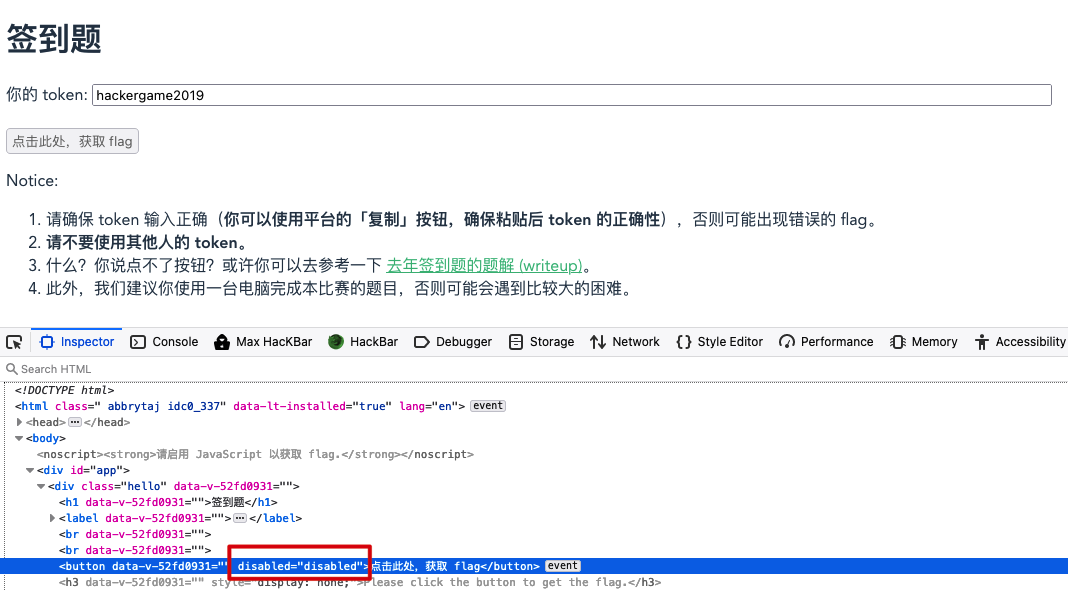 签到题
你的 token: hackergame2019
点击此处，获取 flag
Notice:
1. 请确保 token 输入正确（你可以使用平台的「复制」按钮，确保粘贴后 token 的正确性），否则可能出现错误的 flag。
2. 请不要使用其他人的 token。
3. 什么？你说点不了按钮？或许你可以去参考一下 去年签到题的题解 (writeup)。
4. 此外，我们建议你使用一台电脑完成本比赛的题目，否则可能会遇到比较大的困难。
Inspector Console Max HacKBar HackBar Debugger Storage Network Style Editor Performance Memory Accessibility
Search HTML
<!DOCTYPE html>
<html class=" abbrytaj idc0_337" data-lt-installed="true" lang="en"> event
<head> ··· </head>
<body>
<noscript><strong>请启用 JavaScript 以获取 flag.</strong></noscript>
<div id="app">
<div class="hello" data-v-52fd0931="">
<h1 data-v-52fd0931="">签到题</h1>
<label data-v-52fd0931=""> ··· </label>
<br data-v-52fd0931="">
<br data-v-52fd0931="">
<button data-v-52fd0931="" disabled="disabled">点击此处，获取 flag</button> event
<h3 data-v-52fd0931="" style="display: none;">Please click the button to get the flag.</h3>